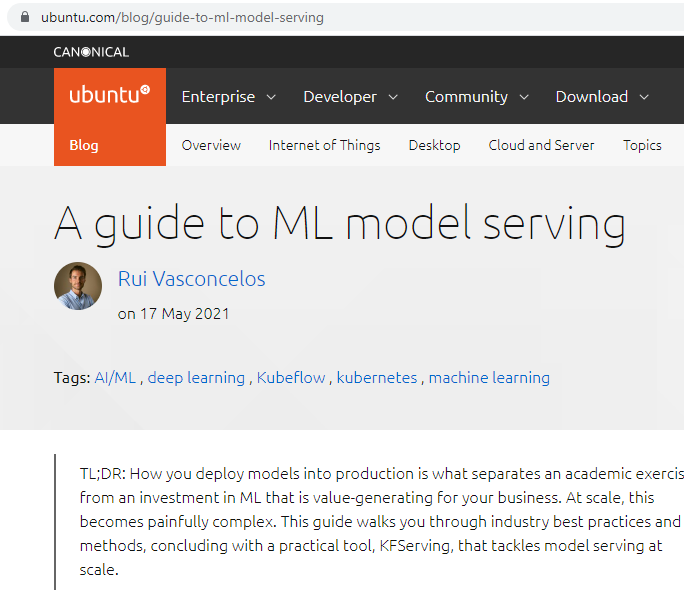 ubuntu.com/blog/guide-to-ml-model-serving
CANONICAL
ubuntu
Enterprise
Developer
Community
Download
Blog
Overview
Internet of Things
Desktop
Cloud and Server
Topics
A guide to ML model serving
Rui Vasconcelos
on 17 May 2021
Tags: AI/ML , deep learning , Kubeflow , kubernetes , machine learning
TL;DR: How you deploy models into production is what separates an academic exercis
from an investment in ML that is value-generating for your business. At scale, this
becomes painfully complex. This guide walks you through industry best practices and
methods, concluding with a practical tool, KFServing, that tackles model serving at
scale.